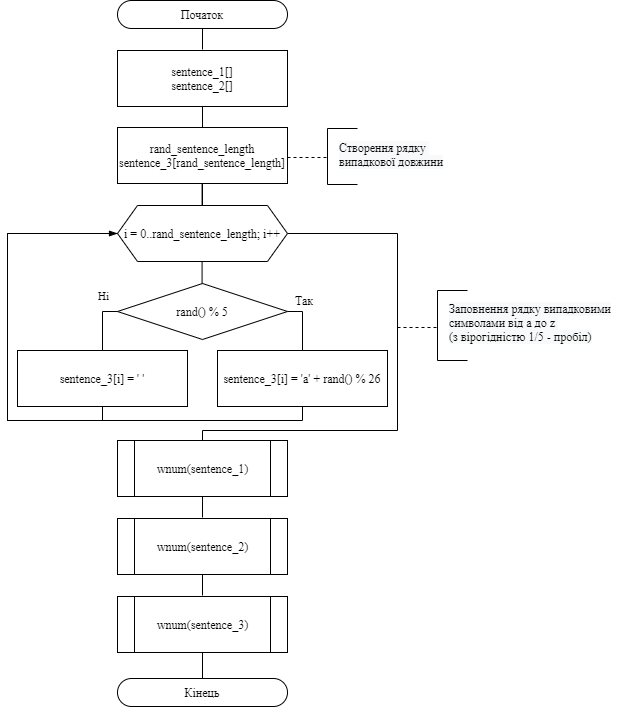 Початок
sentence_1[]
sentence_2[]
rand_sentence_length
sentence_3[rand_sentence_length]
Створення рядку
випадкової довжини
i = 0..rand_sentence_length; i++
Ні
rand() % 5
Так
Заповнення рядку випадковими
символами від a до z
(з вірогідністю 1/5 - пробіл)
sentence_3[i] = ' '
sentence_3[i] = 'a' + rand() % 26
wnum(sentence_1)
wnum(sentence_2)
wnum(sentence_3)
Кінець